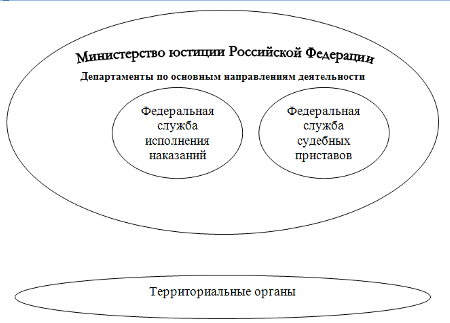 Министерство юстиции Российской Федерации
Департаменты по основным направлениям деятельности
Федеральная
служба
исполнения
наказаний
Федеральная
служба
судебных
приставов
Территориальные органы